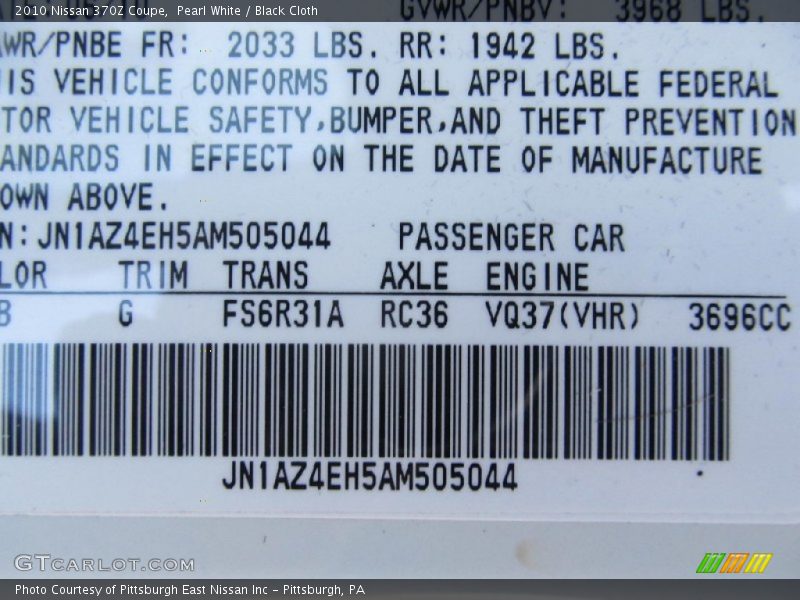 2010 Nissan 370Z Coupe, Pearl White / Black Cloth
GVWR/PNBV: 3968 LBS.
WR/PNBE FR: 2033 LBS. RR: 1942 LBS.
IS VEHICLE CONFORMS TO ALL APPLICABLE FEDERAL
TOR VEHICLE SAFETY,BUMPER,AND THEFT PREVENTION
ANDARDS IN EFFECT ON THE DATE OF MANUFACTURE
OWN ABOVE.
N:JN1AZ4EH5AM505044 PASSENGER CAR
LOR TRIM TRANS AXLE ENGINE
B G FS6R31A RC36 VQ37(VHR) 3696CC
JN1AZ4EH5AM505044
GTCARLOT.COM
Photo Courtesy of Pittsburgh East Nissan Inc - Pittsburgh, PA